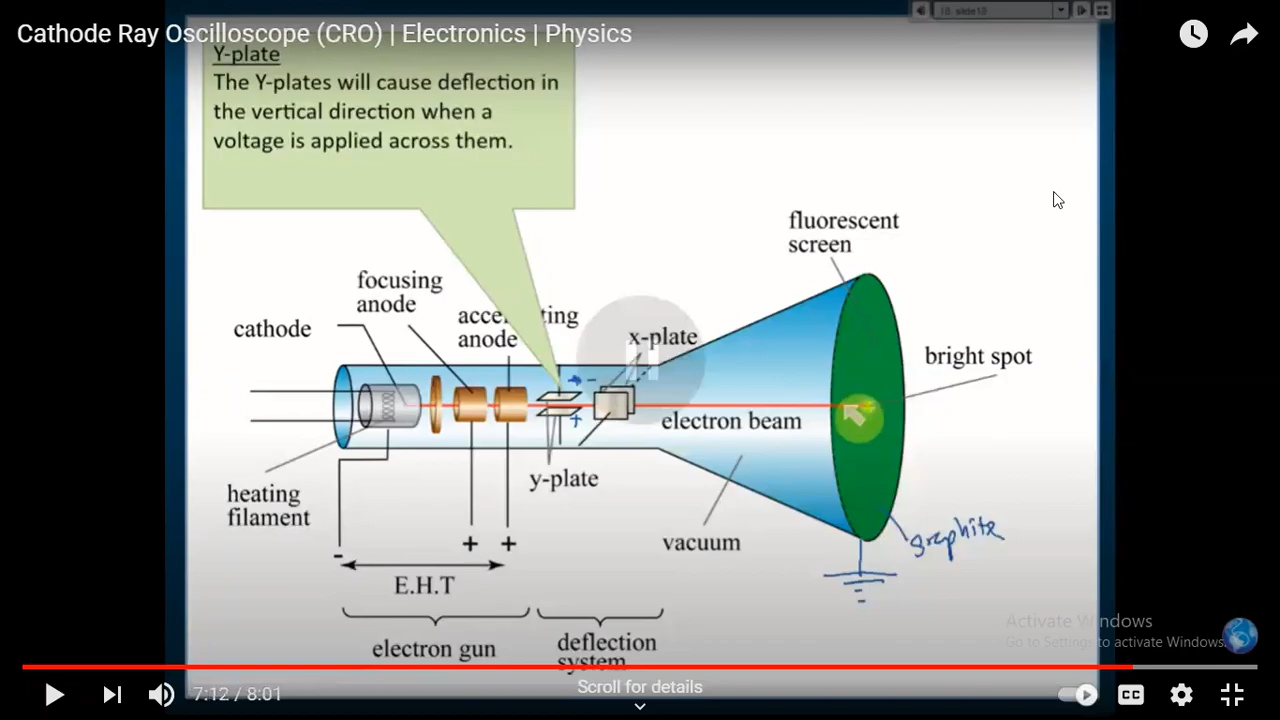 Cathode Ray Oscilloscope (CRO) | Electronics | Physics
Y-plate
The Y-plates will cause deflection in
the vertical direction when a
voltage is applied across them.
fluorescent
screen
focusing
anode
cathode
anode
x-plate
bright spot
electron beam
y-plate
heating
filament
vacuum
graphite
+ -
+
- + +
E.H.T
electron gun
deflection
system
Activate Windows
Go to Settings to activate Windows.
7:12 / 8:01
Scroll for details
CC